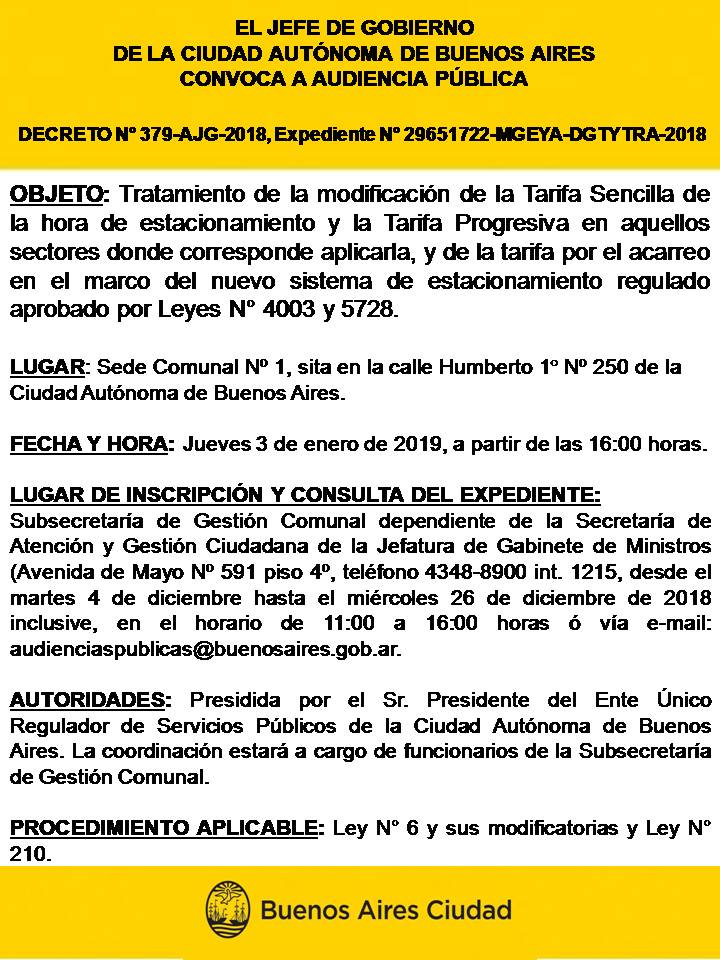 EL JEFE DE GOBIERNO
DE LA CIUDAD AUTÓNOMA DE BUENOS AIRES
CONVOCA A AUDIENCIA PÚBLICA
DECRETO N° 379-AJG-2018, Expediente N° 29651722-MGEYA-DGTYTRA-2018
OBJETO: Tratamiento de la modificación de la Tarifa Sencilla de
la hora de estacionamiento y la Tarifa Progresiva en aquellos
sectores donde corresponde aplicarla, y de la tarifa por el acarreo
en el marco del nuevo sistema de estacionamiento regulado
aprobado por Leyes N° 4003 y 5728.
LUGAR: Sede Comunal Nº 1, sita en la calle Humberto 1° Nº 250 de la
Ciudad Autónoma de Buenos Aires.
FECHA Y HORA: Jueves 3 de enero de 2019, a partir de las 16:00 horas.
LUGAR DE INSCRIPCIÓN Y CONSULTA DEL EXPEDIENTE:
Subsecretaría de Gestión Comunal dependiente de la Secretaría de
Atención y Gestión Ciudadana de la Jefatura de Gabinete de Ministros
(Avenida de Mayo Nº 591 piso 4º, teléfono 4348-8900 int. 1215, desde el
martes 4 de diciembre hasta el miércoles 26 de diciembre de 2018
inclusive, en el horario de 11:00 a 16:00 horas ó vía e-mail:
audienciaspublicas@buenosaires.gob.ar.
AUTORIDADES: Presidida por el Sr. Presidente del Ente Único
Regulador de Servicios Públicos de la Ciudad Autónoma de Buenos
Aires. La coordinación estará a cargo de funcionarios de la Subsecretaría
de Gestión Comunal.
PROCEDIMIENTO APLICABLE: Ley N° 6 y sus modificatorias y Ley N°
210.
Buenos Aires Ciudad